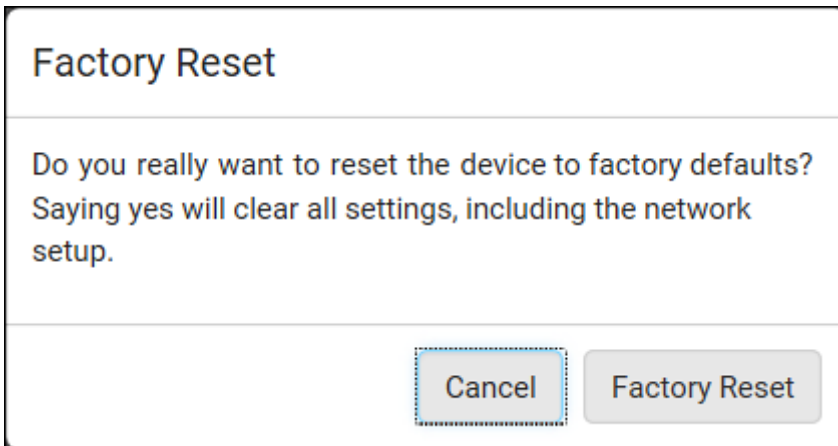 Factory Reset
Do you really want to reset the device to factory defaults?
Saying yes will clear all settings, including the network
setup.
Cancel Factory Reset